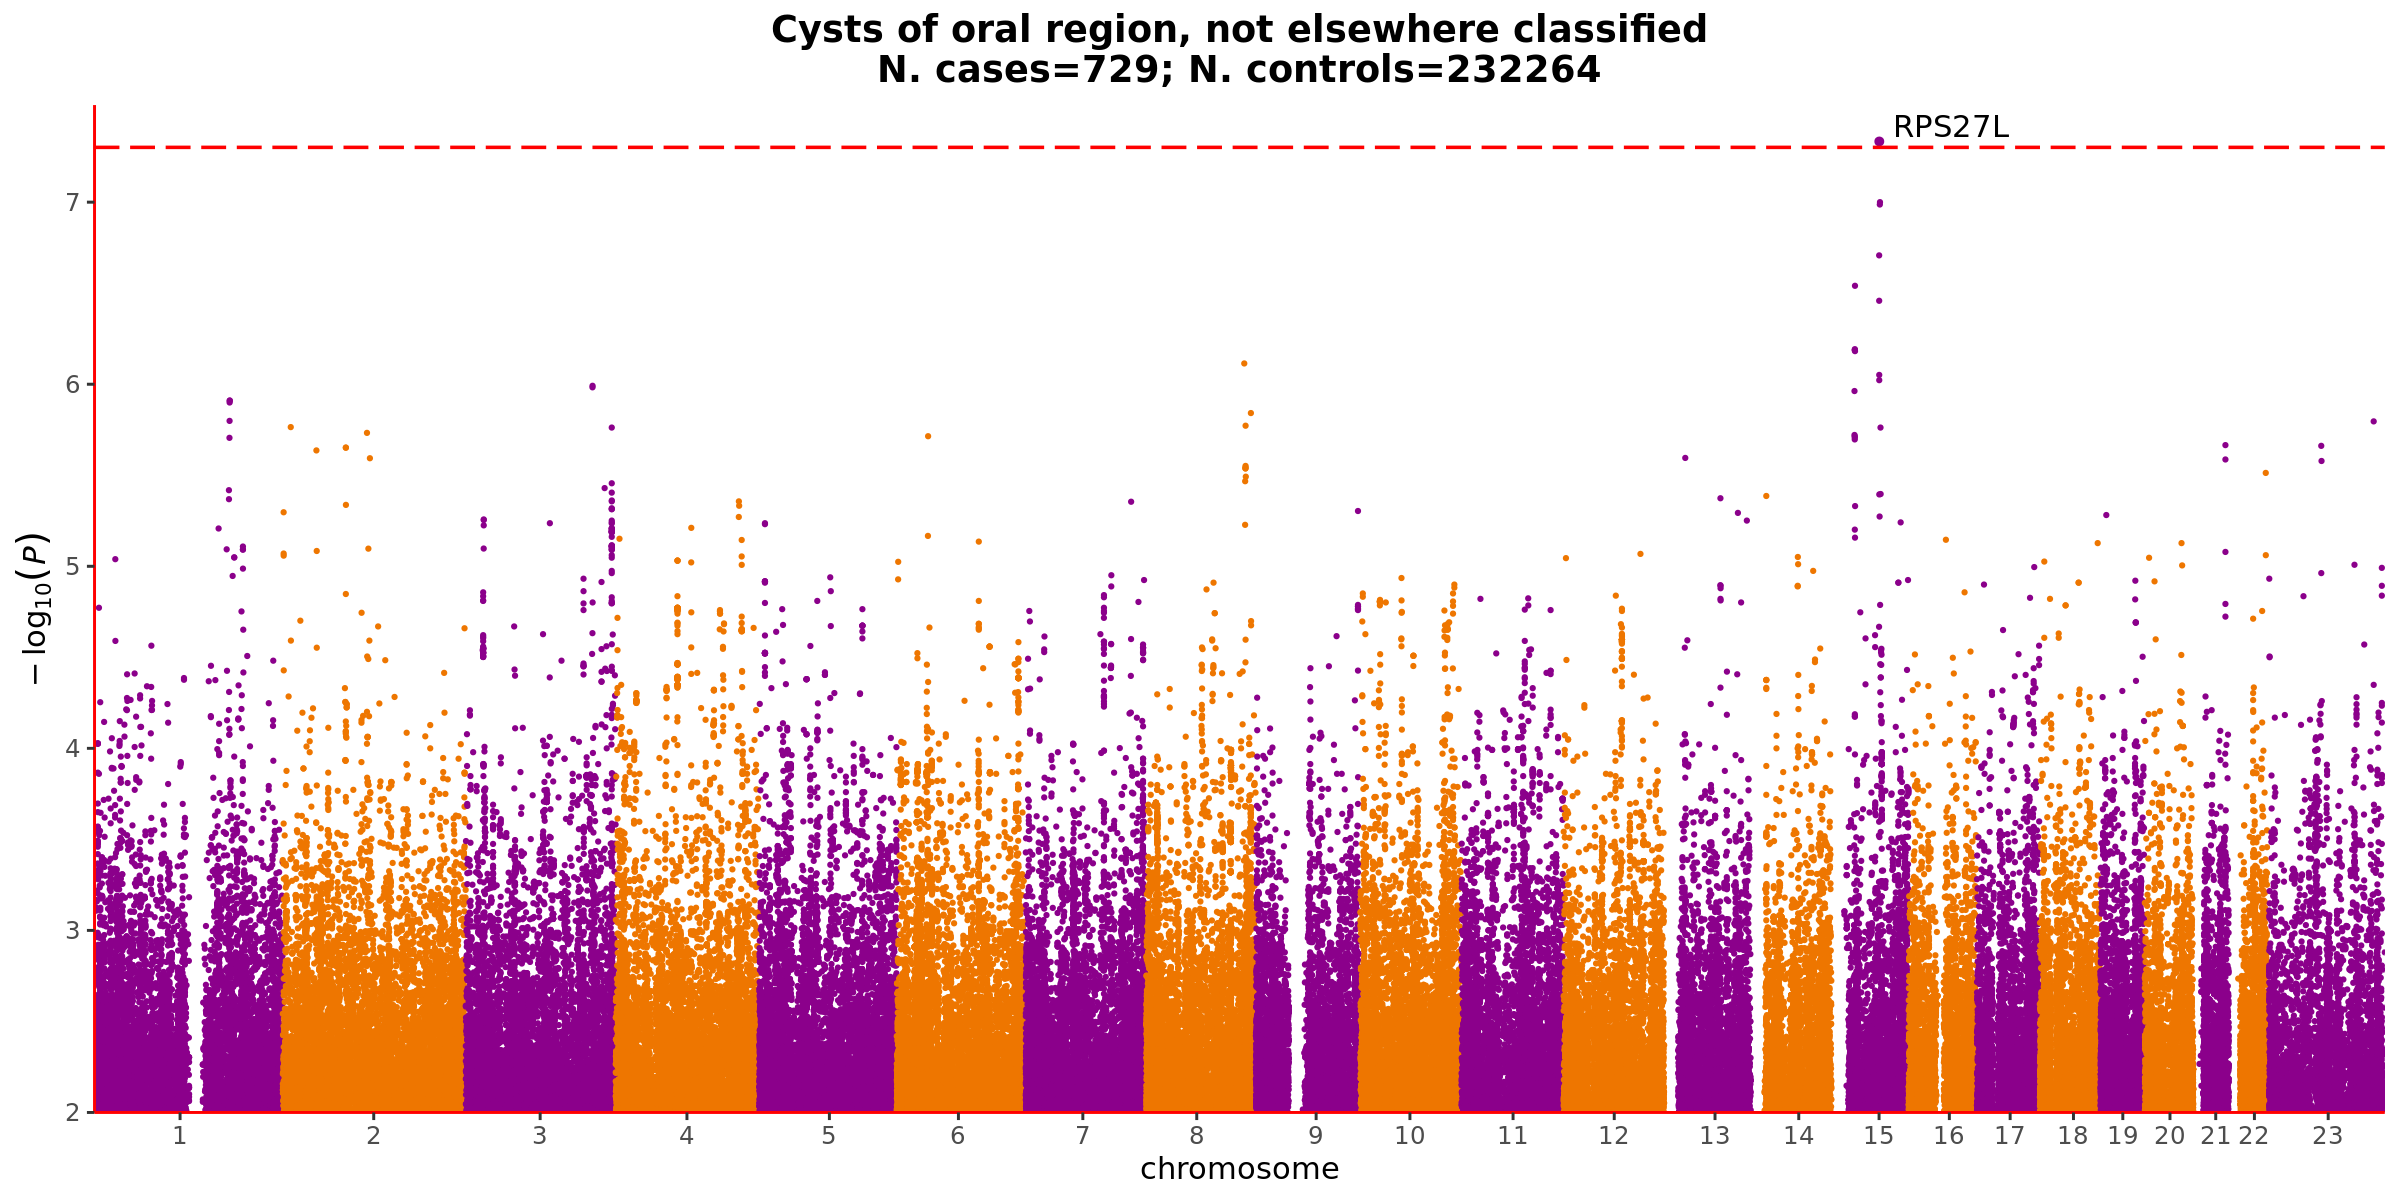 Cysts of oral region, not elsewhere classified
N. cases=729; N. controls=232264
RPS27L
7
6
5
4
3
2
−log10(P)
1 2 3 4 5 6 7 8 9 10 11 12 13 14 15 16 17 18 19 20 21 22 23
chromosome